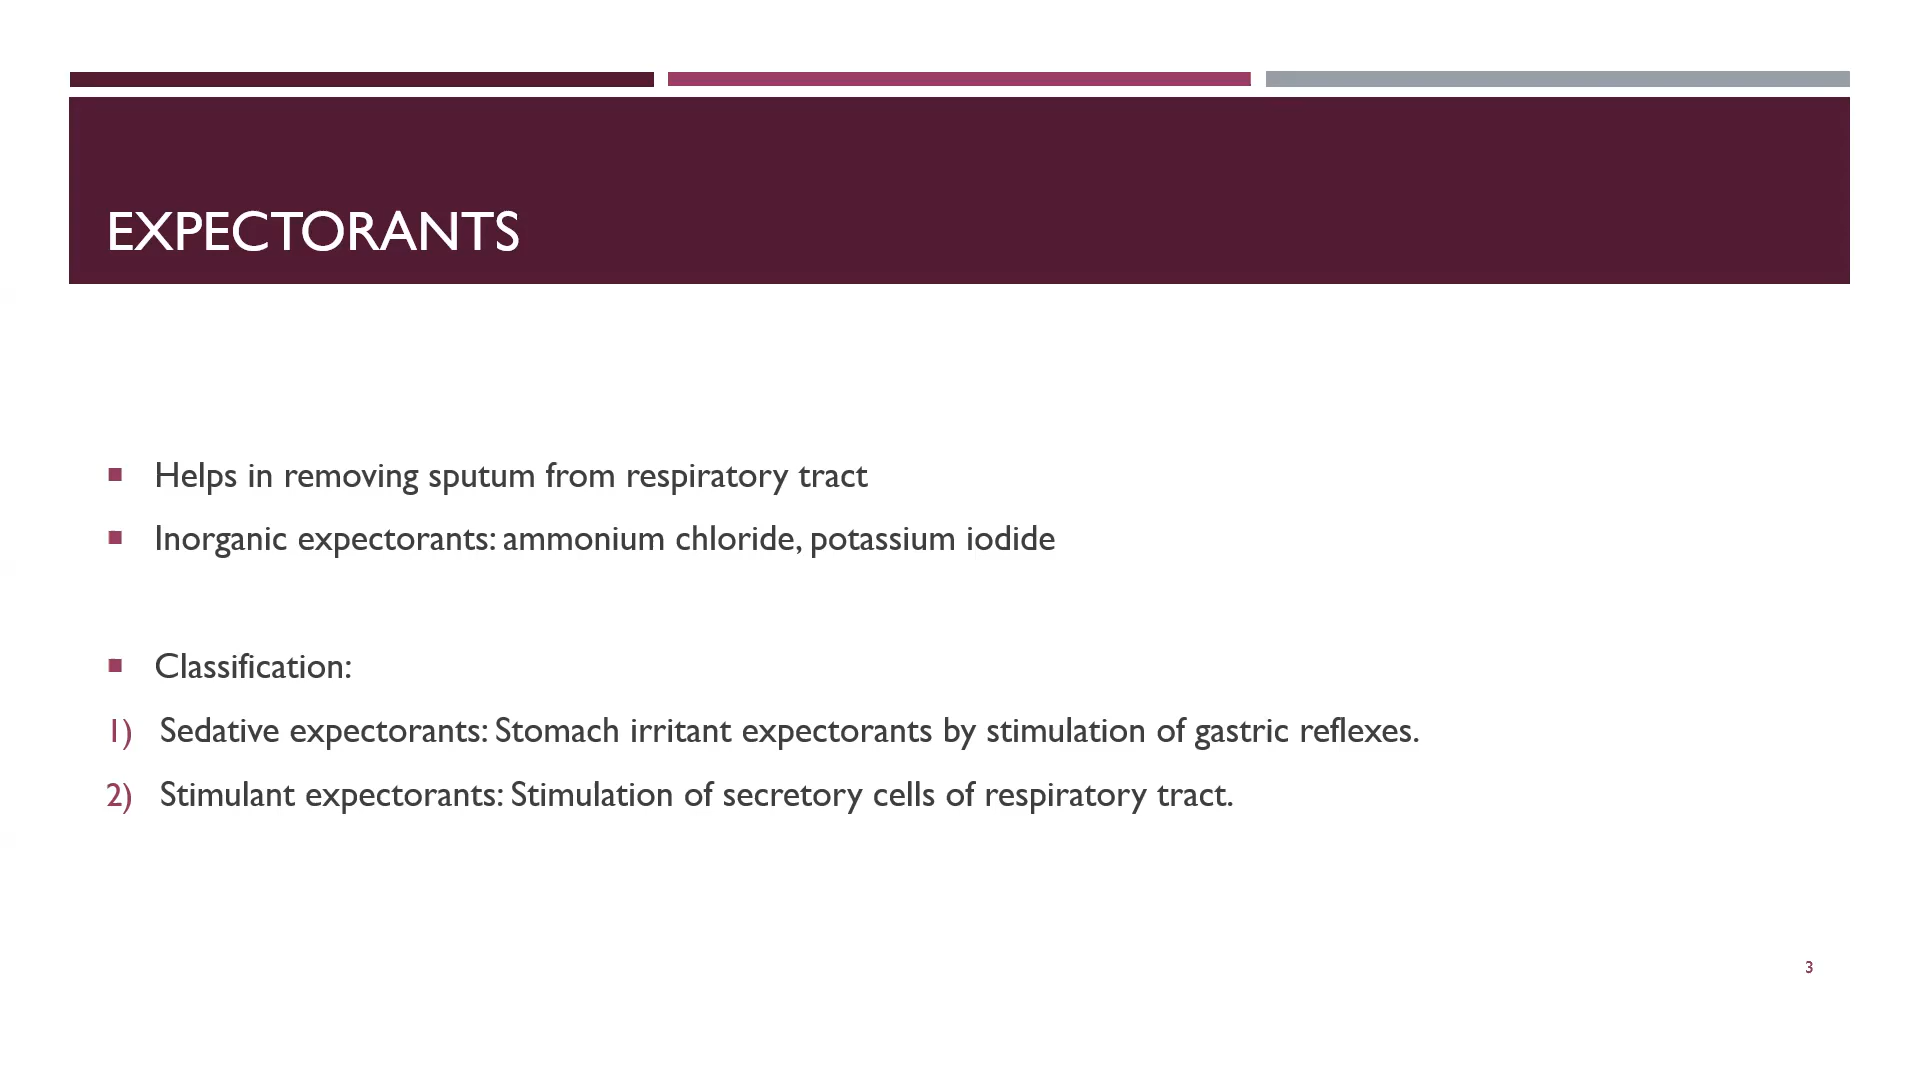 EXPECTORANTS
▪ Helps in removing sputum from respiratory tract
▪ Inorganic expectorants: ammonium chloride, potassium iodide
▪ Classification:
1) Sedative expectorants: Stomach irritant expectorants by stimulation of gastric reflexes.
2) Stimulant expectorants: Stimulation of secretory cells of respiratory tract.
3